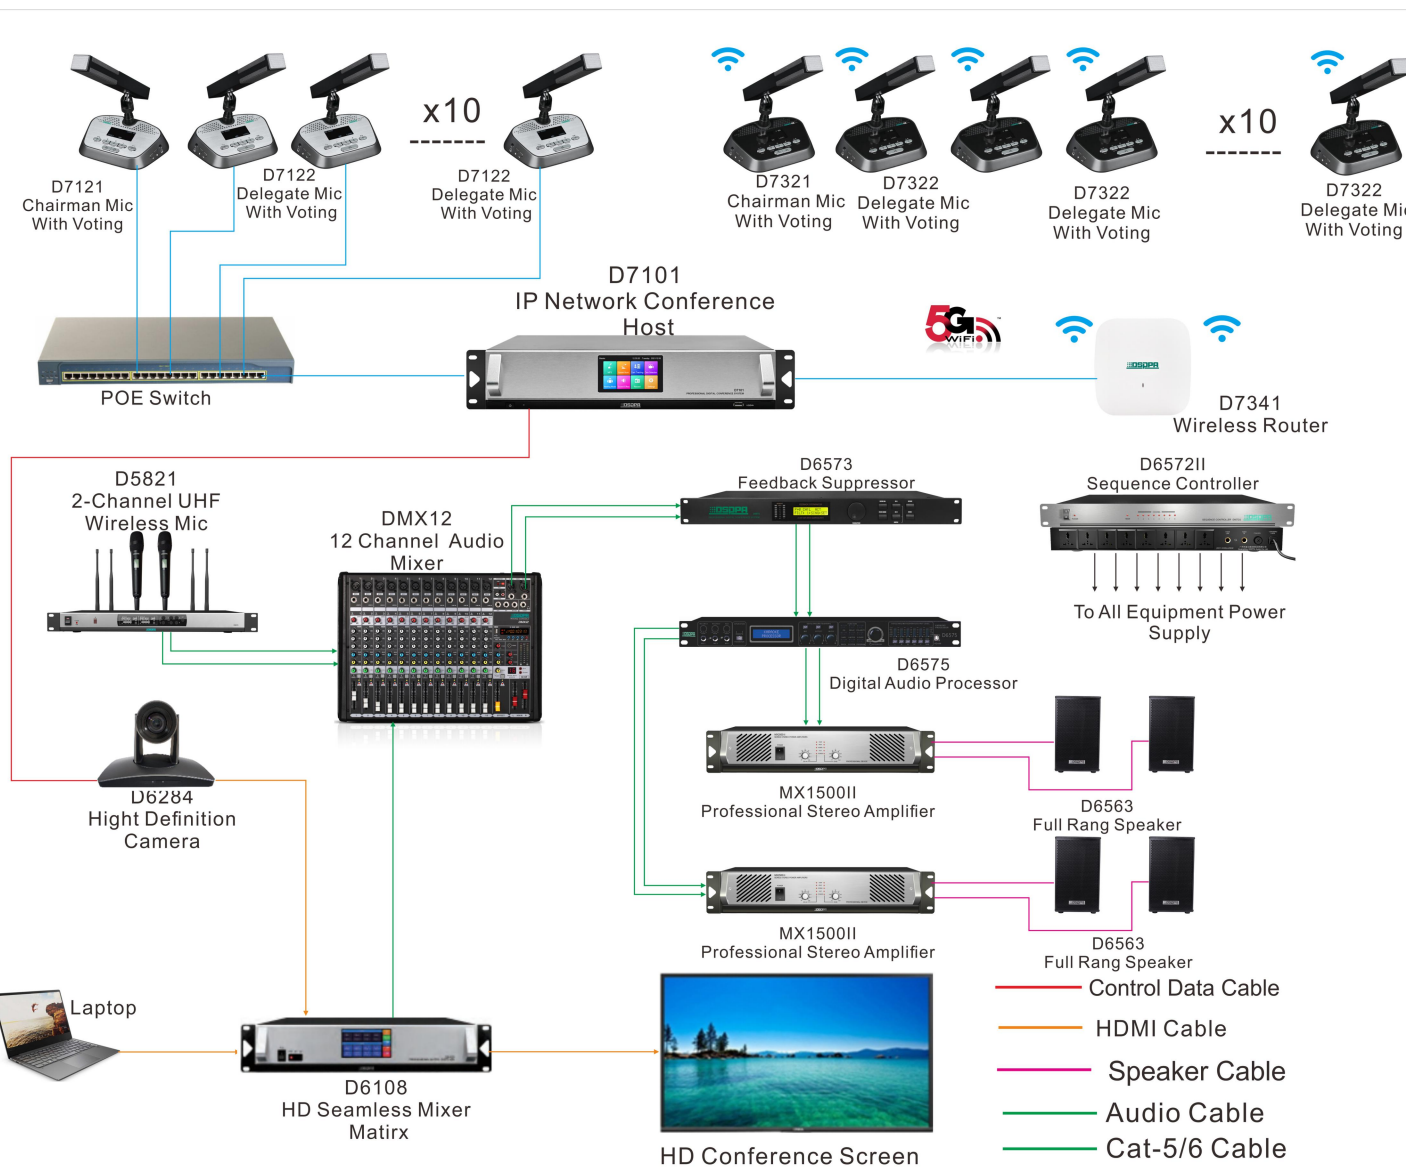 x10
x10
D7121
Chairman Mic
With Voting
D7122
Delegate Mic
With Voting
D7122
Delegate Mic
With Voting
D7321
Chairman Mic
With Voting
D7322
Delegate Mic
With Voting
D7322
Delegate Mic
With Voting
D7322
Delegate Mic
With Voting
D7101
IP Network Conference
Host
5G
WiFi
DSPPA
DSPPA
POE Switch
D7341
Wireless Router
D5821
2-Channel UHF
Wireless Mic
DMX12
12 Channel Audio
Mixer
D6573
Feedback Suppressor
DSPPA
D6572II
Sequence Controller
To All Equipment Power
Supply
D6575
Digital Audio Processor
MX1500II
Professional Stereo Amplifier
D6563
Full Rang Speaker
D6284
Hight Definition
Camera
MX1500II
Professional Stereo Amplifier
D6563
Full Rang Speaker
Laptop
D6108
HD Seamless Mixer
Matirx
HD Conference Screen
Control Data Cable
HDMI Cable
Speaker Cable
Audio Cable
Cat-5/6 Cable